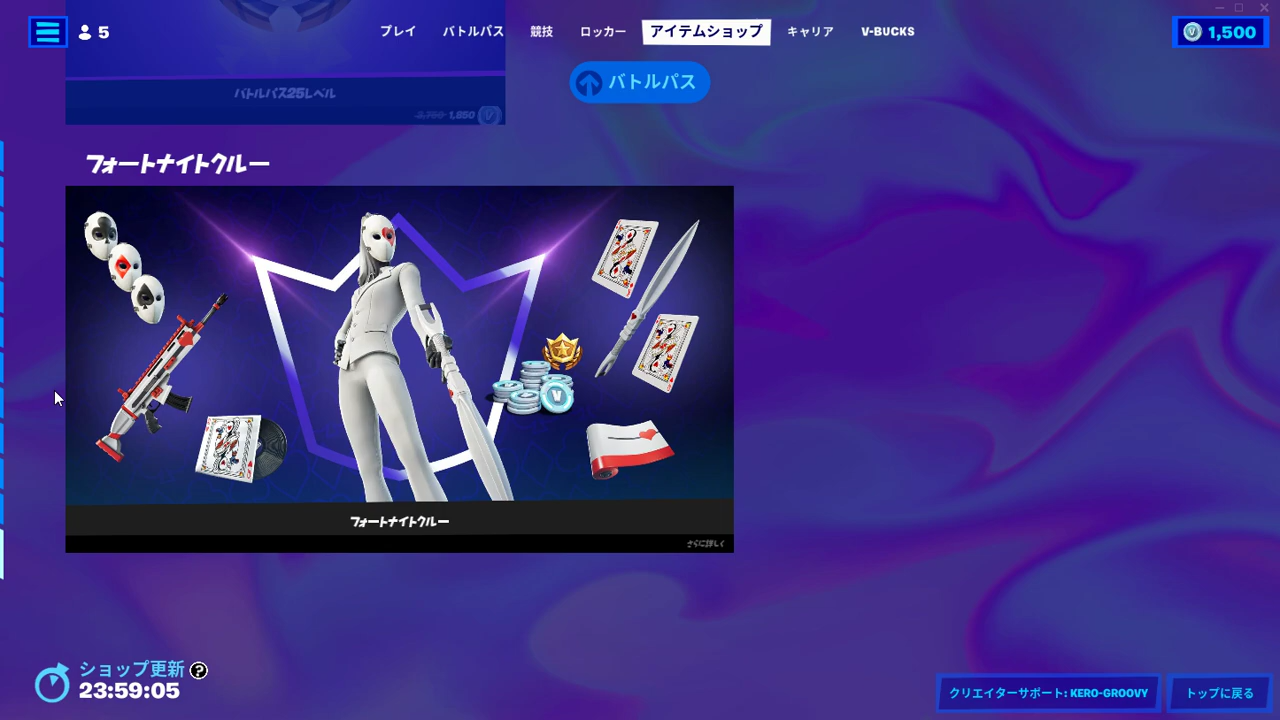 5
プレイ
バトルパス
競技
ロッカー
アイテムショップ
キャリア
V-BUCKS
1,500
バトルパス
バトルパス25レベル
3,750 1,850
フォートナイトクルー
フォートナイトクルー
さらに詳しく
ショップ更新 ?
23:59:05
クリエイターサポート: KERO-GROOVY
トップに戻る